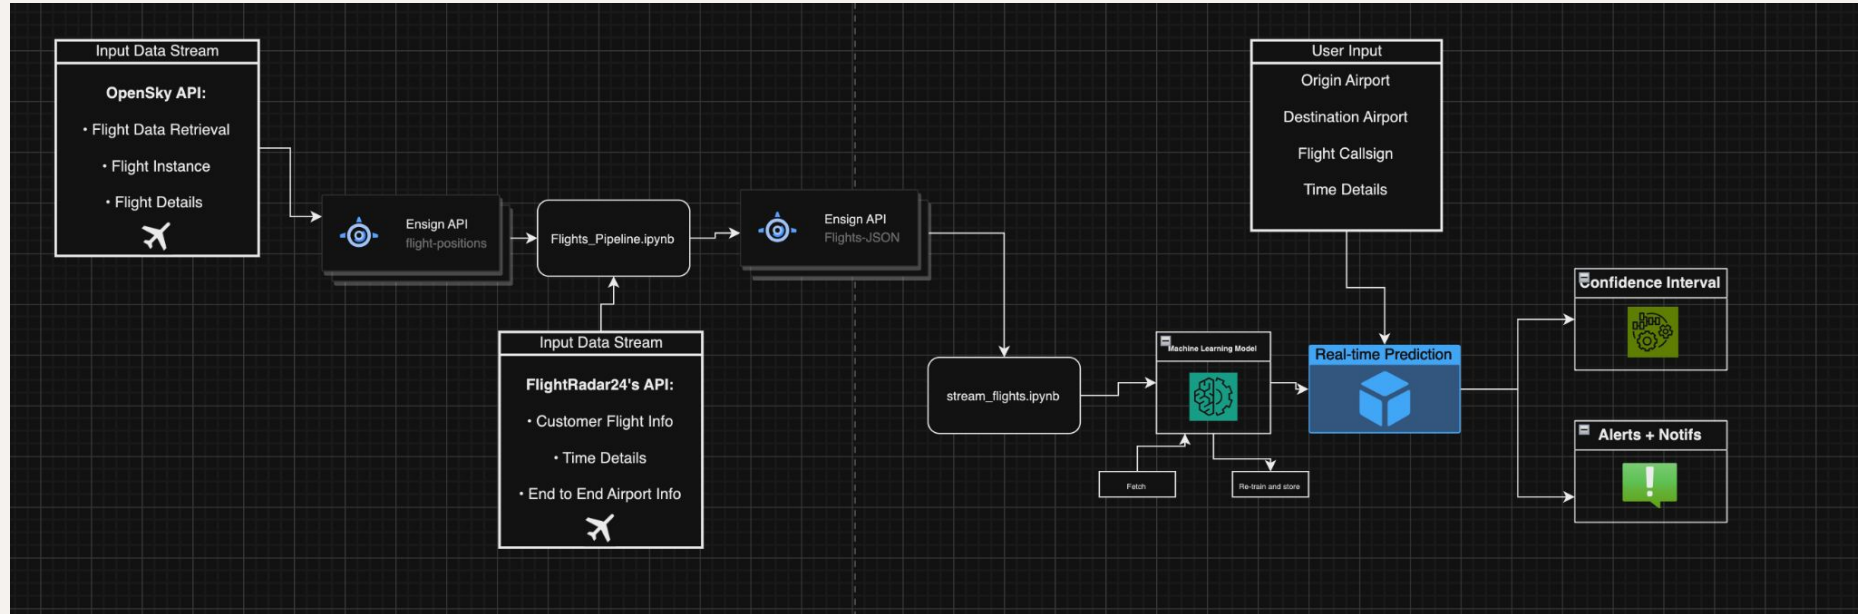 Input Data Stream
OpenSky API:
• Flight Data Retrieval
• Flight Instance
• Flight Details
Ensign API
flight-positions
Flights_Pipeline.ipynb
Input Data Stream
FlightRadar24's API:
• Customer Flight Info
• Time Details
• End to End Airport Info
Ensign API
Flights-JSON
stream_flights.ipynb
Machine Learning Model
Fetch
Re-train and store
User Input
Origin Airport
Destination Airport
Flight Callsign
Time Details
Real-time Prediction
Confidence Interval
Alerts + Notifs